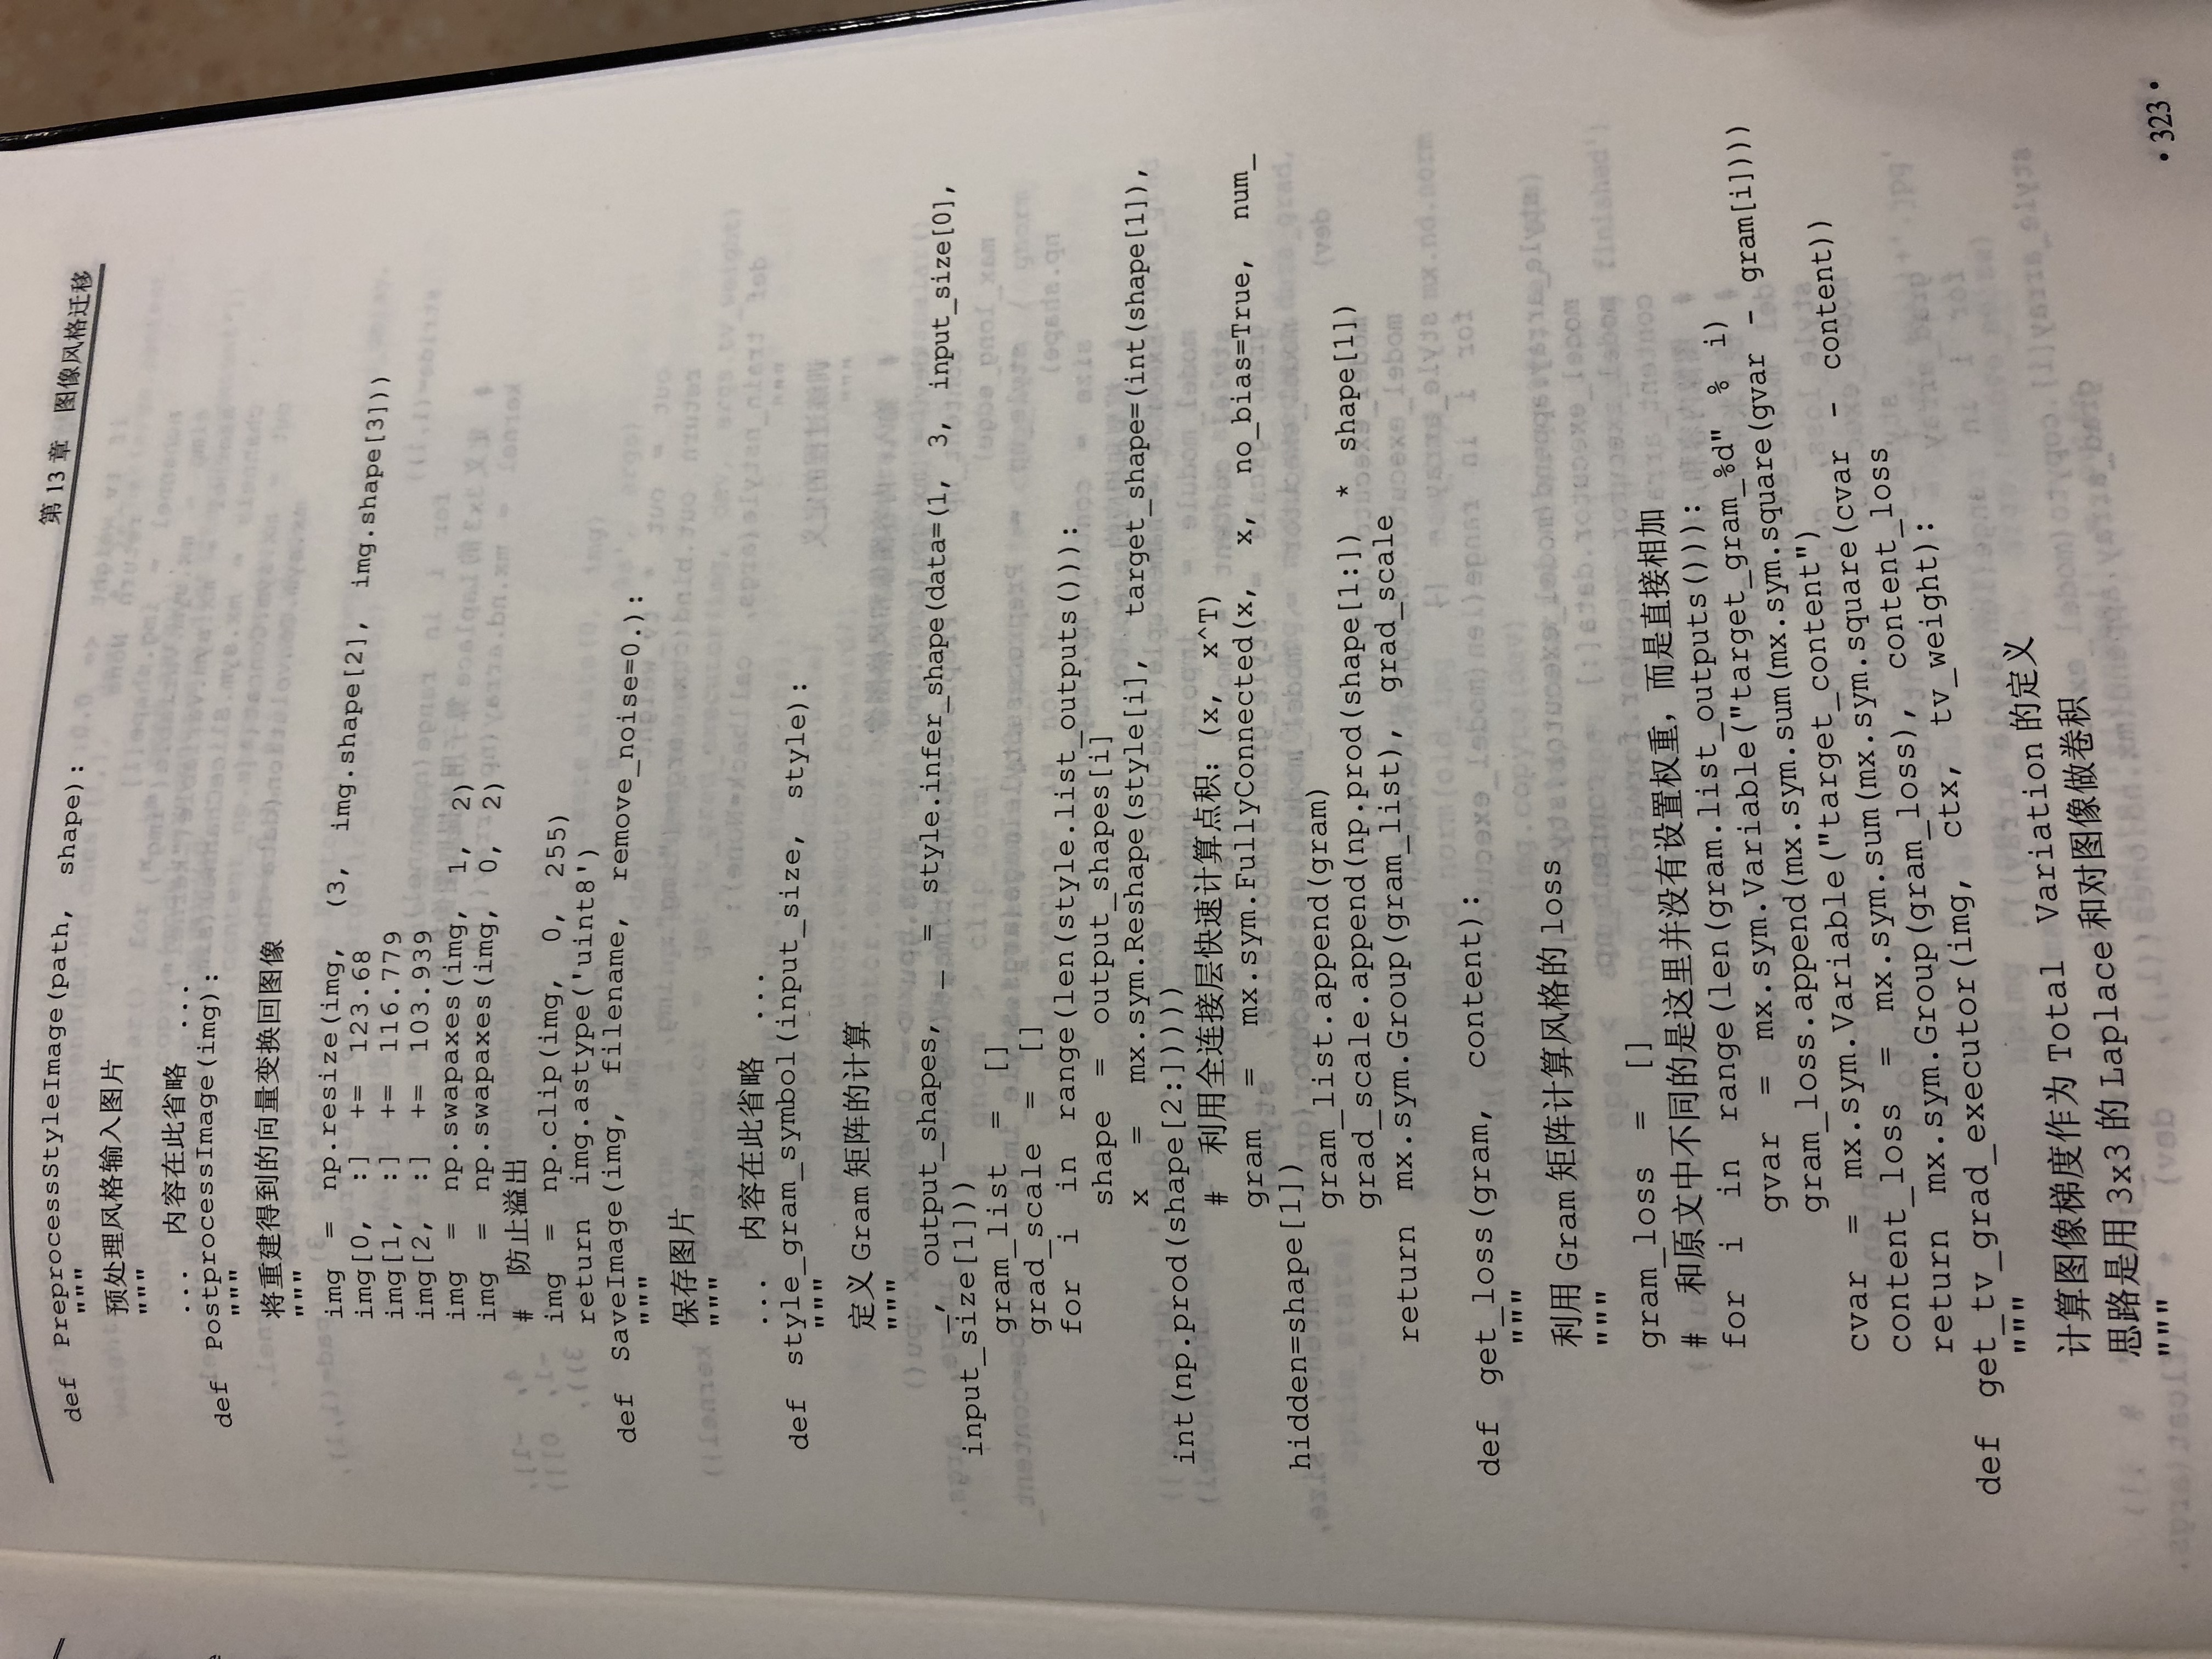 第 13 章 图像风格迁移
def PreprocessStyleImage(path, shape):
"""
预处理风格输入图片
"""
... 内容在此省略 ...
def PostprocessImage(img):
"""
将重建得到的向量变换回图像
"""
img = np.resize(img, (3, img.shape[2], img.shape[3]))
img[0, :] += 123.68
img[1, :] += 116.779
img[2, :] += 103.939
img = np.swapaxes(img, 1, 2)
img = np.swapaxes(img, 0, 2)
# 防止溢出
img = np.clip(img, 0, 255)
return img.astype('uint8')
def SaveImage(img, filename, remove_noise=0.):
"""
保存图片
"""
... 内容在此省略 ...
def style_gram_symbol(input_size, style):
"""
定义 Gram 矩阵的计算
"""
_, output_shapes, _ = style.infer_shape(data=(1, 3, input_size[0],
input_size[1]))
gram_list = []
grad_scale = []
for i in range(len(style.list_outputs())):
shape = output_shapes[i]
x = mx.sym.Reshape(style[i], target_shape=(int(shape[1]),
int(np.prod(shape[2:]))))
# 利用全连接层快速计算点积：(x, x^T)
gram = mx.sym.FullyConnected(x, x, no_bias=True, num_
hidden=shape[1])
gram_list.append(gram)
grad_scale.append(np.prod(shape[1:]) * shape[1])
return mx.sym.Group(gram_list), grad_scale
def get_loss(gram, content):
"""
利用 Gram 矩阵计算风格的 loss
"""
gram_loss = []
# 和原文中不同的是这里并没有设置权重，而是直接相加
for i in range(len(gram.list_outputs())):
gvar = mx.sym.Variable("target_gram_%d" % i)
gram_loss.append(mx.sym.sum(mx.sym.square(gvar - gram[i])))
cvar = mx.sym.Variable("target_content")
content_loss = mx.sym.sum(mx.sym.square(cvar - content))
return mx.sym.Group(gram_loss), content_loss
def get_tv_grad_executor(img, ctx, tv_weight):
"""
计算图像梯度作为 Total Variation 的定义
思路是用 3x3 的 Laplace 和对图像做卷积
"""
• 323 •